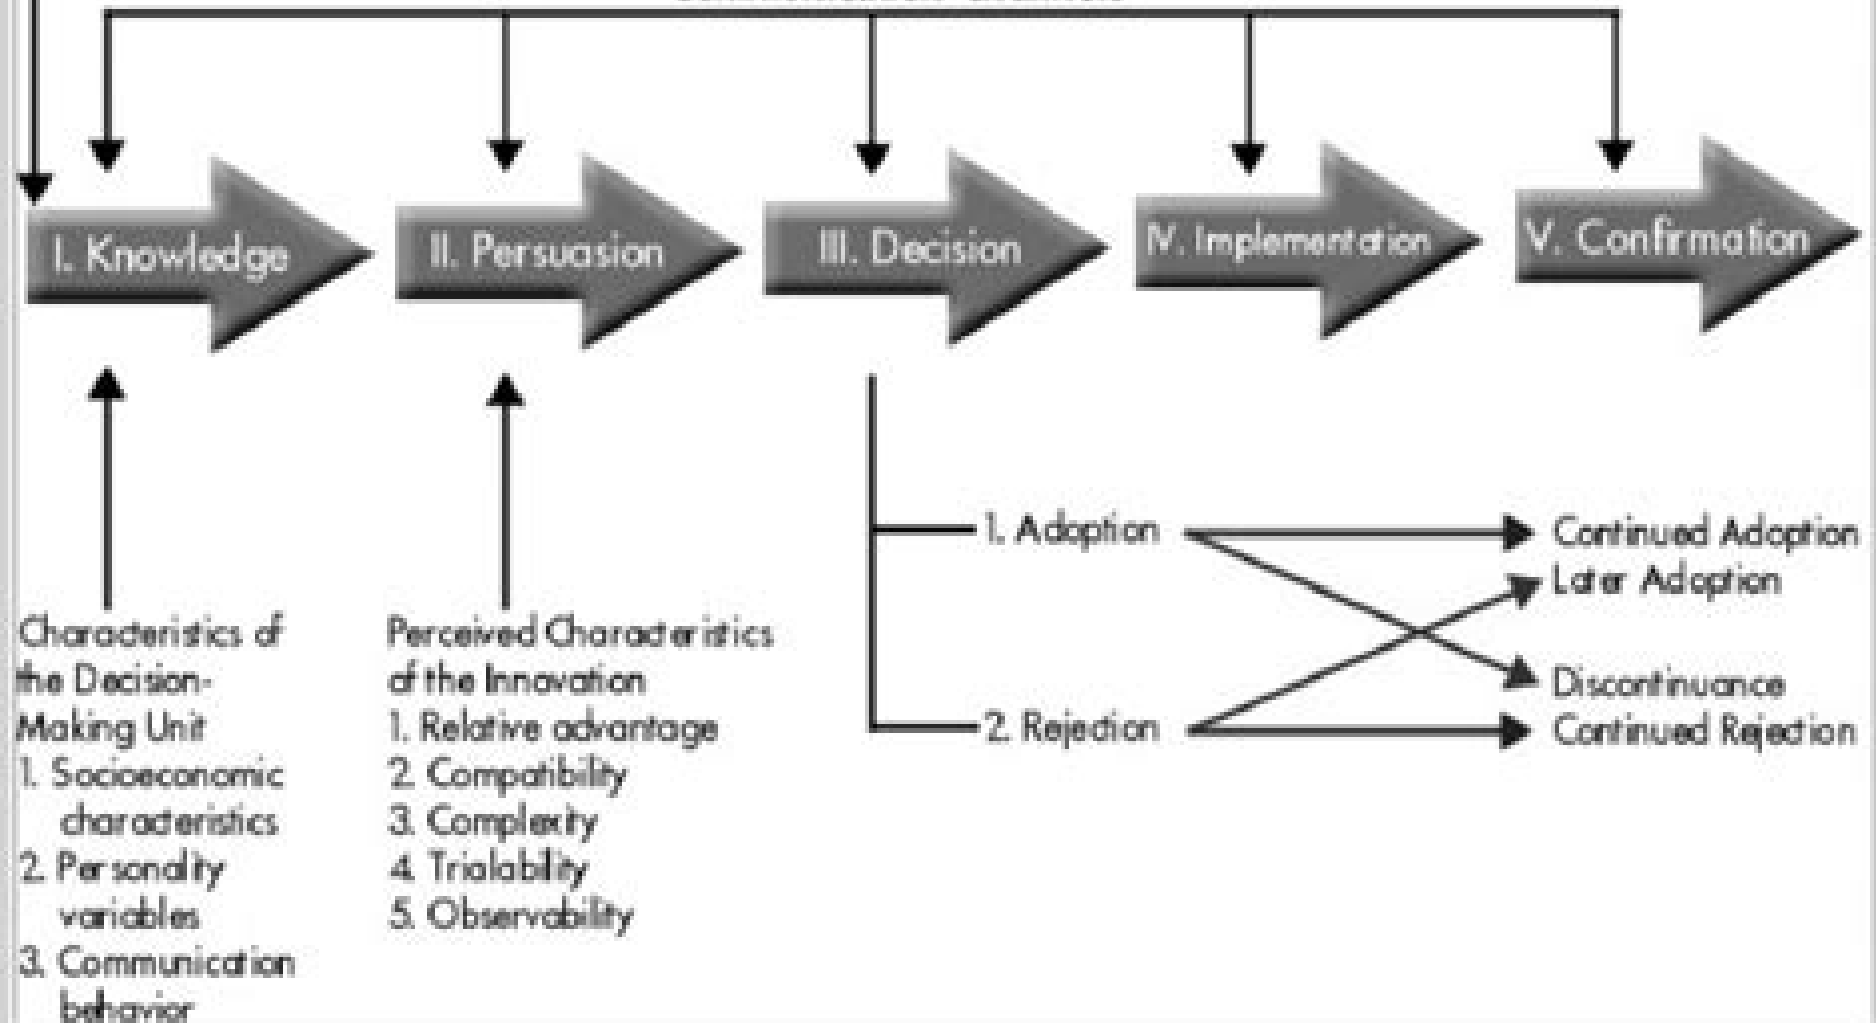 I. Knowledge
II. Persuasion
III. Decision
IV. Implementation
V. Confirmation
1. Adoption
2. Rejection
Continued Adoption
Later Adoption
Discontinuance
Continued Rejection
Characteristics of
the Decision-
Making Unit
1. Socioeconomic
characteristics
2. Personality
variables
3. Communication
behavior
Perceived Characteristics
of the Innovation
1. Relative advantage
2. Compatibility
3. Complexity
4. Trialability
5. Observability